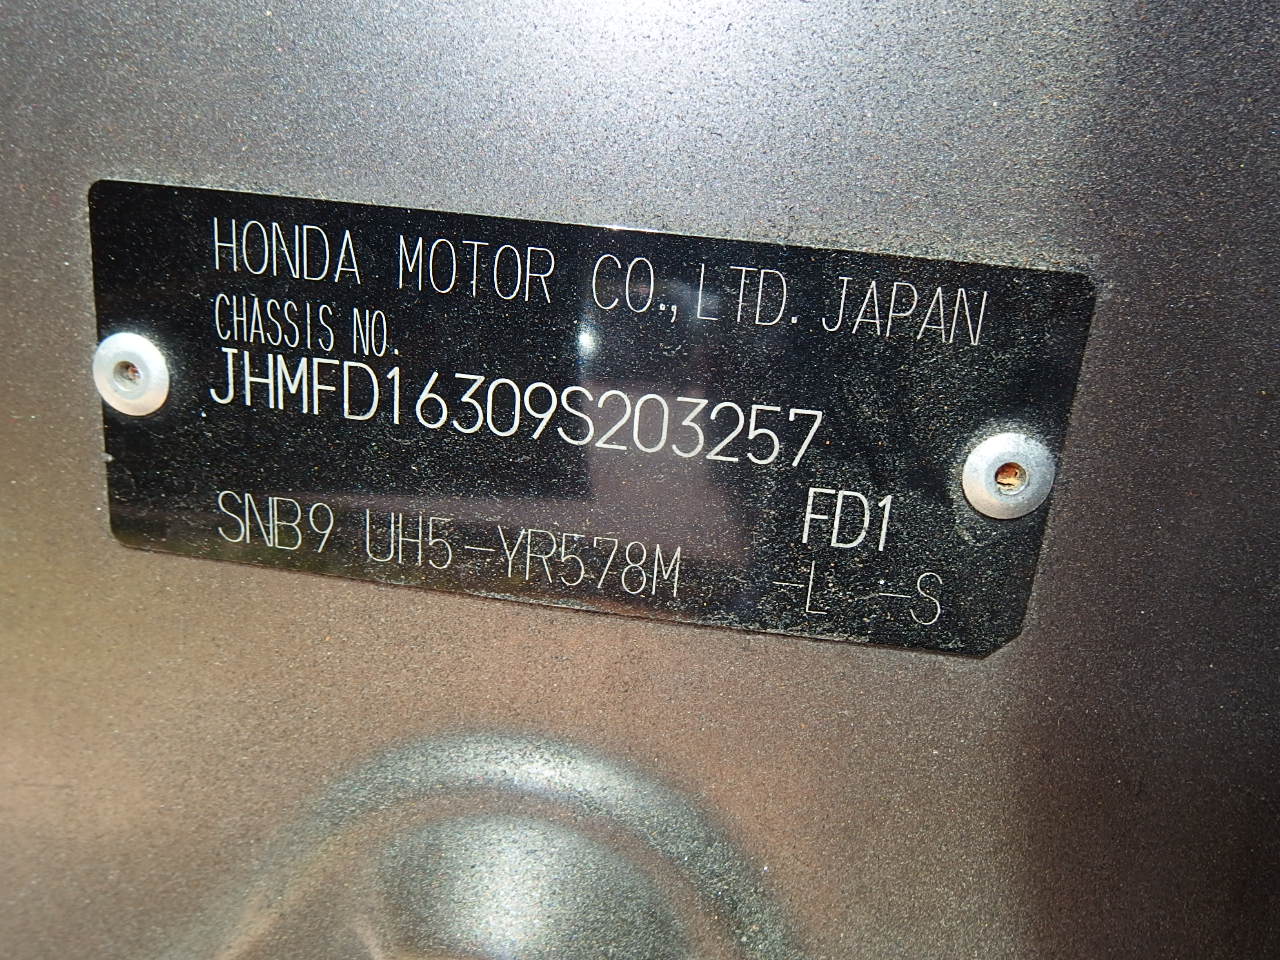 HONDA MOTOR CO., LTD. JAPAN
CHASSIS NO.
JHMFD16309S203257
FD1
SNB9 UH5-YR578M -L -S